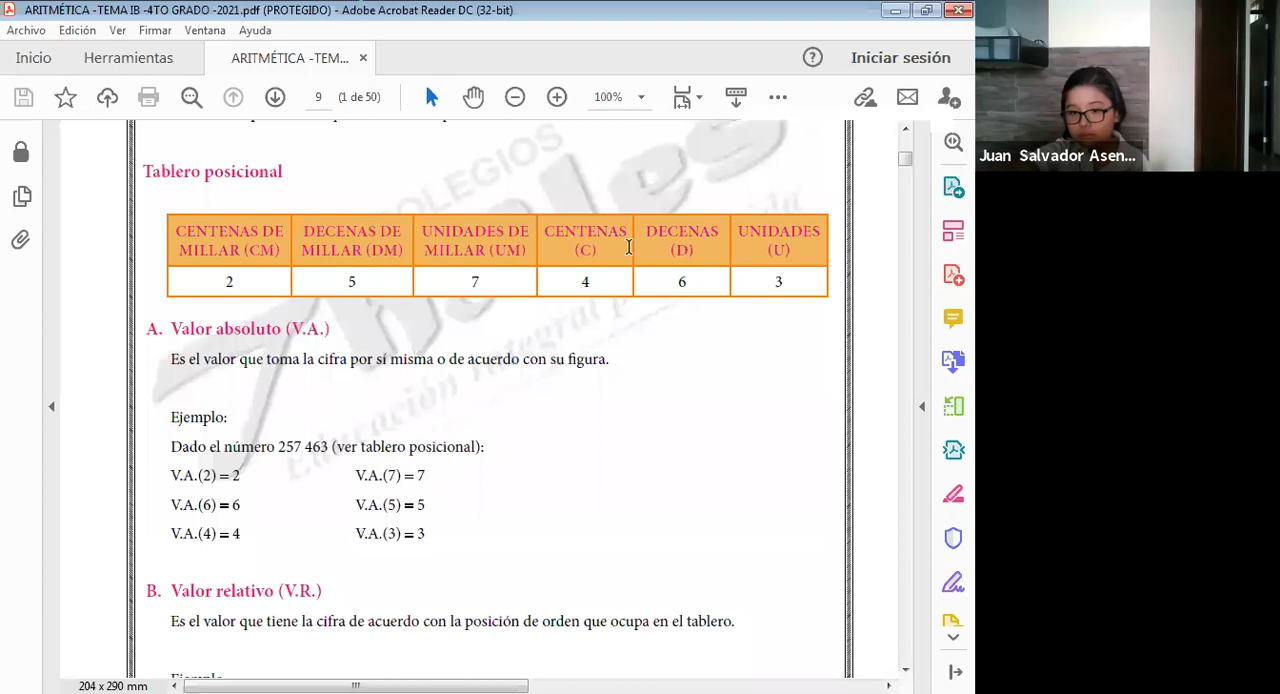 ARITMÉTICA -TEMA IB -4TO GRADO -2021.pdf (PROTEGIDO) - Adobe Acrobat Reader DC (32-bit)
Archivo Edición Ver Firmar Ventana Ayuda
Inicio Herramientas ARITMÉTICA -TEM... × Iniciar sesión
9 (1 de 50) 100%
COLEGIOS
7hales
Educación integral
Tablero posicional
CENTENAS DE MILLAR (CM) DECENAS DE MILLAR (DM) UNIDADES DE MILLAR (UM) CENTENAS (C) DECENAS (D) UNIDADES (U)
2 5 7 4 6 3
A. Valor absoluto (V.A.)
Es el valor que toma la cifra por sí misma o de acuerdo con su figura.
Ejemplo:
Dado el número 257 463 (ver tablero posicional):
V.A.(2) = 2 V.A.(7) = 7
V.A.(6) = 6 V.A.(5) = 5
V.A.(4) = 4 V.A.(3) = 3
B. Valor relativo (V.R.)
Es el valor que tiene la cifra de acuerdo con la posición de orden que ocupa en el tablero.
204 x 290 mm
Juan Salvador Asen...